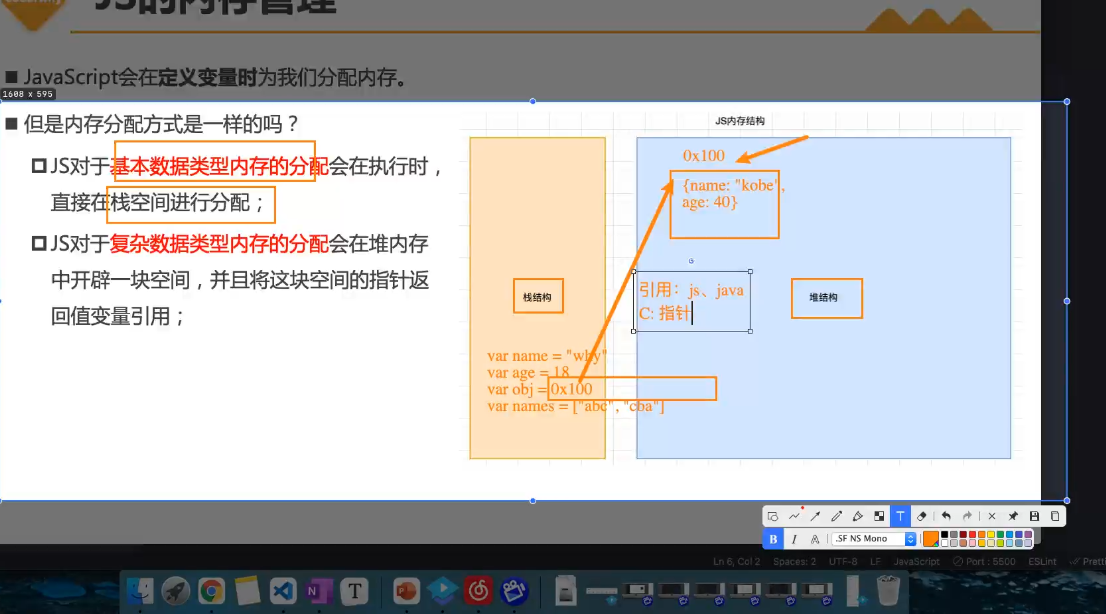 JS的内存管理
JavaScript会在定义变量时为我们分配内存。
1608 x 595
但是内存分配方式是一样的吗？
JS对于基本数据类型内存的分配会在执行时，
直接在栈空间进行分配；
JS对于复杂数据类型内存的分配会在堆内存
中开辟一块空间，并且将这块空间的指针返
回值变量引用；
JS内存结构
0x100
{name: "kobe",
age: 40}
引用：js、java
C: 指针
栈结构
堆结构
var name = "why"
var age = 18
var obj = 0x100
var names = ["abc", "cba"]
T
B I A .SF NS Mono
Ln 6, Col 2 Spaces: 2 UTF-8 LF JavaScript Port : 5500 ESLint Pretti
N T P